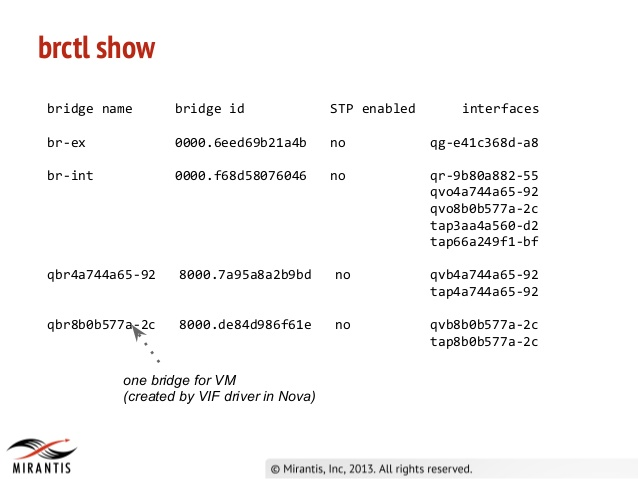 brctl show
bridge name bridge id STP enabled interfaces
br-ex 0000.6eed69b21a4b no qg-e41c368d-a8
br-int 0000.f68d58076046 no qr-9b80a882-55
qvo4a744a65-92
qvo8b0b577a-2c
tap3aa4a560-d2
tap66a249f1-bf
qbr4a744a65-92 8000.7a95a8a2b9bd no qvb4a744a65-92
tap4a744a65-92
qbr8b0b577a-2c 8000.de84d986f61e no qvb8b0b577a-2c
tap8b0b577a-2c
one bridge for VM
(created by VIF driver in Nova)
MIRANTIS
© Mirantis, Inc, 2013. All rights reserved.